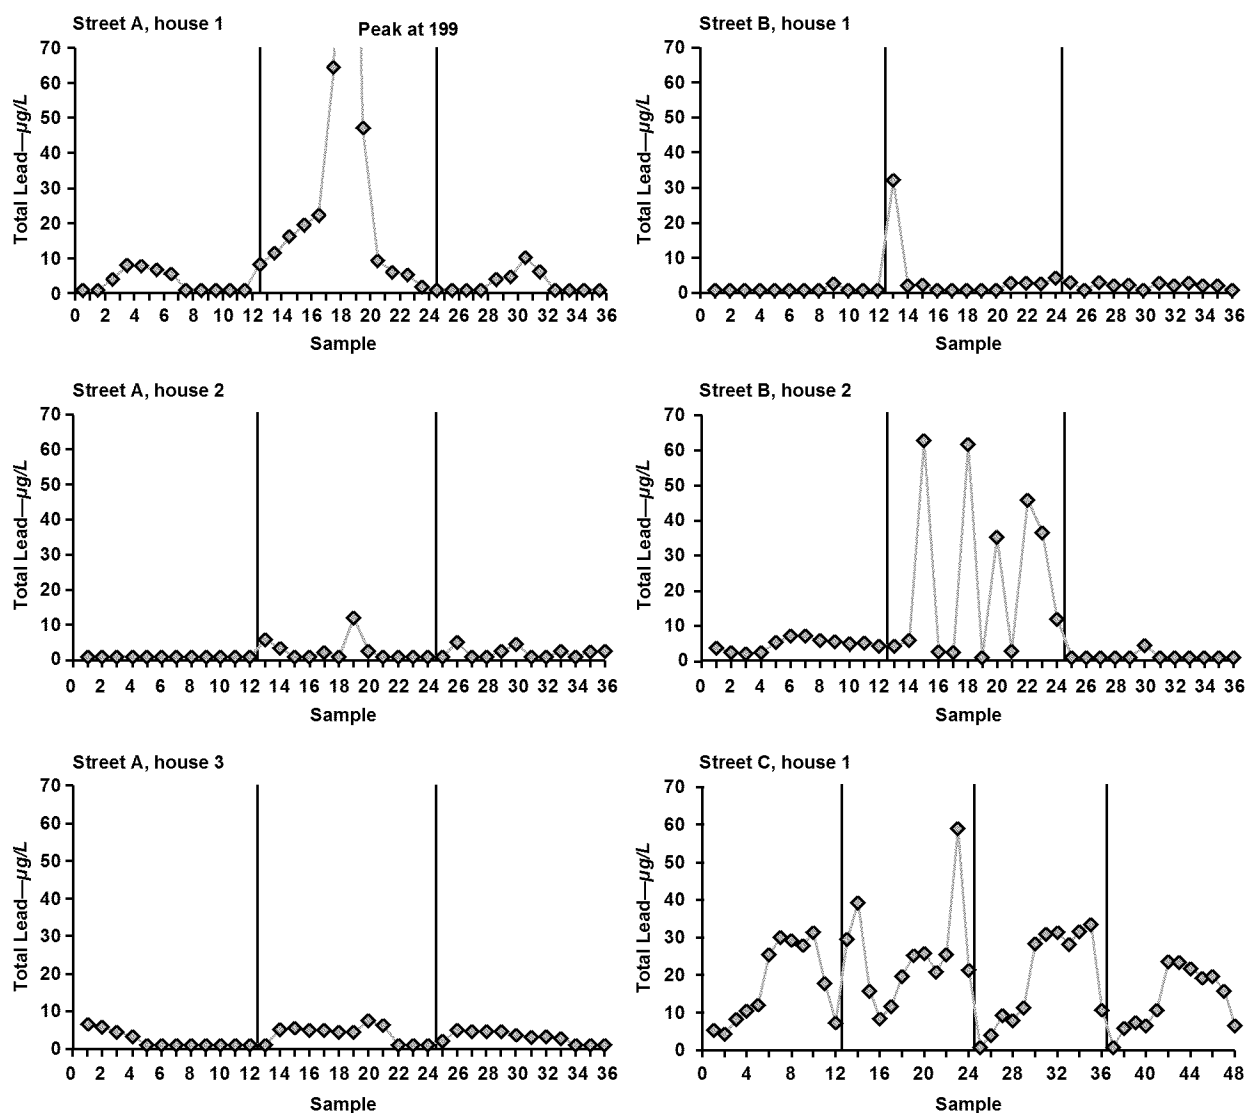 Street A, house 1
Peak at 199
70
60
50
40
30
20
10
0
Total Lead—µg/L
0 2 4 6 8 10 12 14 16 18 20 22 24 26 28 30 32 34 36
Sample
Street B, house 1
70
60
50
40
30
20
10
0
Total Lead—µg/L
0 2 4 6 8 10 12 14 16 18 20 22 24 26 28 30 32 34 36
Sample
Street A, house 2
70
60
50
40
30
20
10
0
Total Lead—µg/L
0 2 4 6 8 10 12 14 16 18 20 22 24 26 28 30 32 34 36
Sample
Street B, house 2
70
60
50
40
30
20
10
0
Total Lead—µg/L
0 2 4 6 8 10 12 14 16 18 20 22 24 26 28 30 32 34 36
Sample
Street A, house 3
70
60
50
40
30
20
10
0
Total Lead—µg/L
0 2 4 6 8 10 12 14 16 18 20 22 24 26 28 30 32 34 36
Sample
Street C, house 1
70
60
50
40
30
20
10
0
Total Lead—µg/L
0 4 8 12 16 20 24 28 32 36 40 44 48
Sample